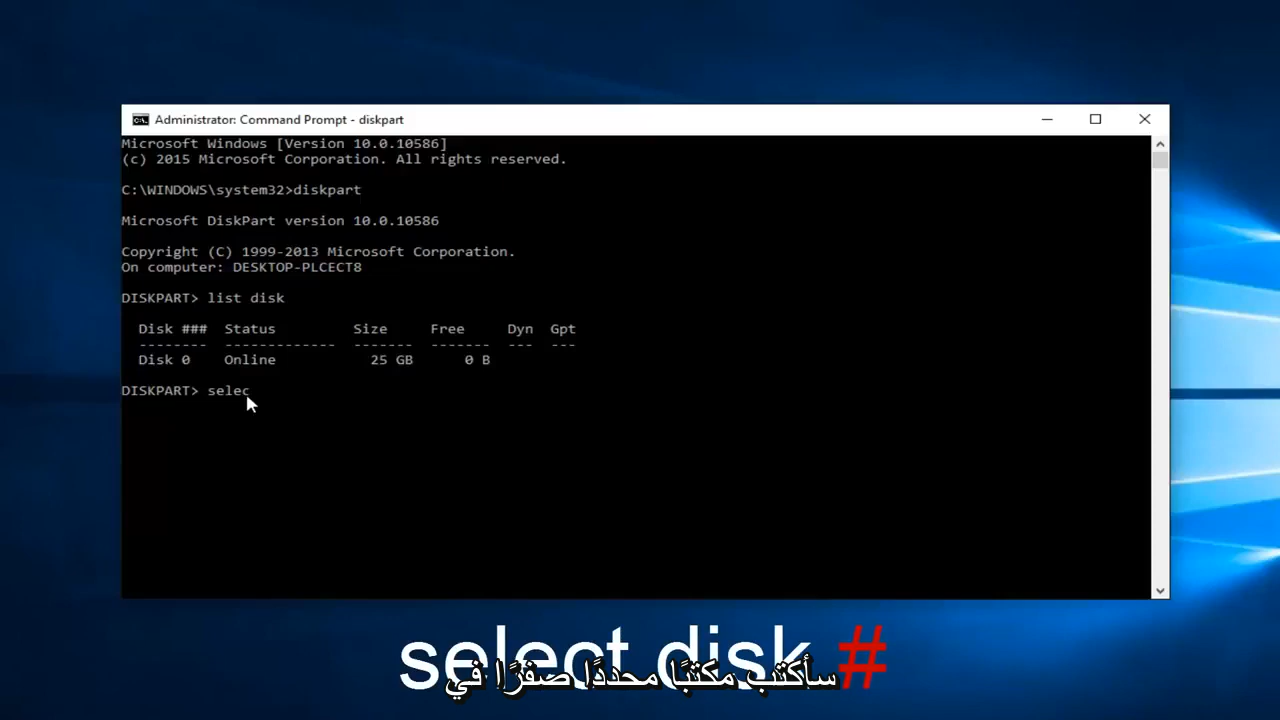 Administrator: Command Prompt - diskpart
Microsoft Windows [Version 10.0.10586]
(c) 2015 Microsoft Corporation. All rights reserved.
C:\WINDOWS\system32>diskpart
Microsoft DiskPart version 10.0.10586
Copyright (C) 1999-2013 Microsoft Corporation.
On computer: DESKTOP-PLCECT8
DISKPART> list disk
Disk ### Status Size Free Dyn Gpt
-------- ------------- ------- ------- --- ---
Disk 0 Online 25 GB 0 B
DISKPART> selec
select disk #
سأكتب مكتبًا محددًا صفرًا في